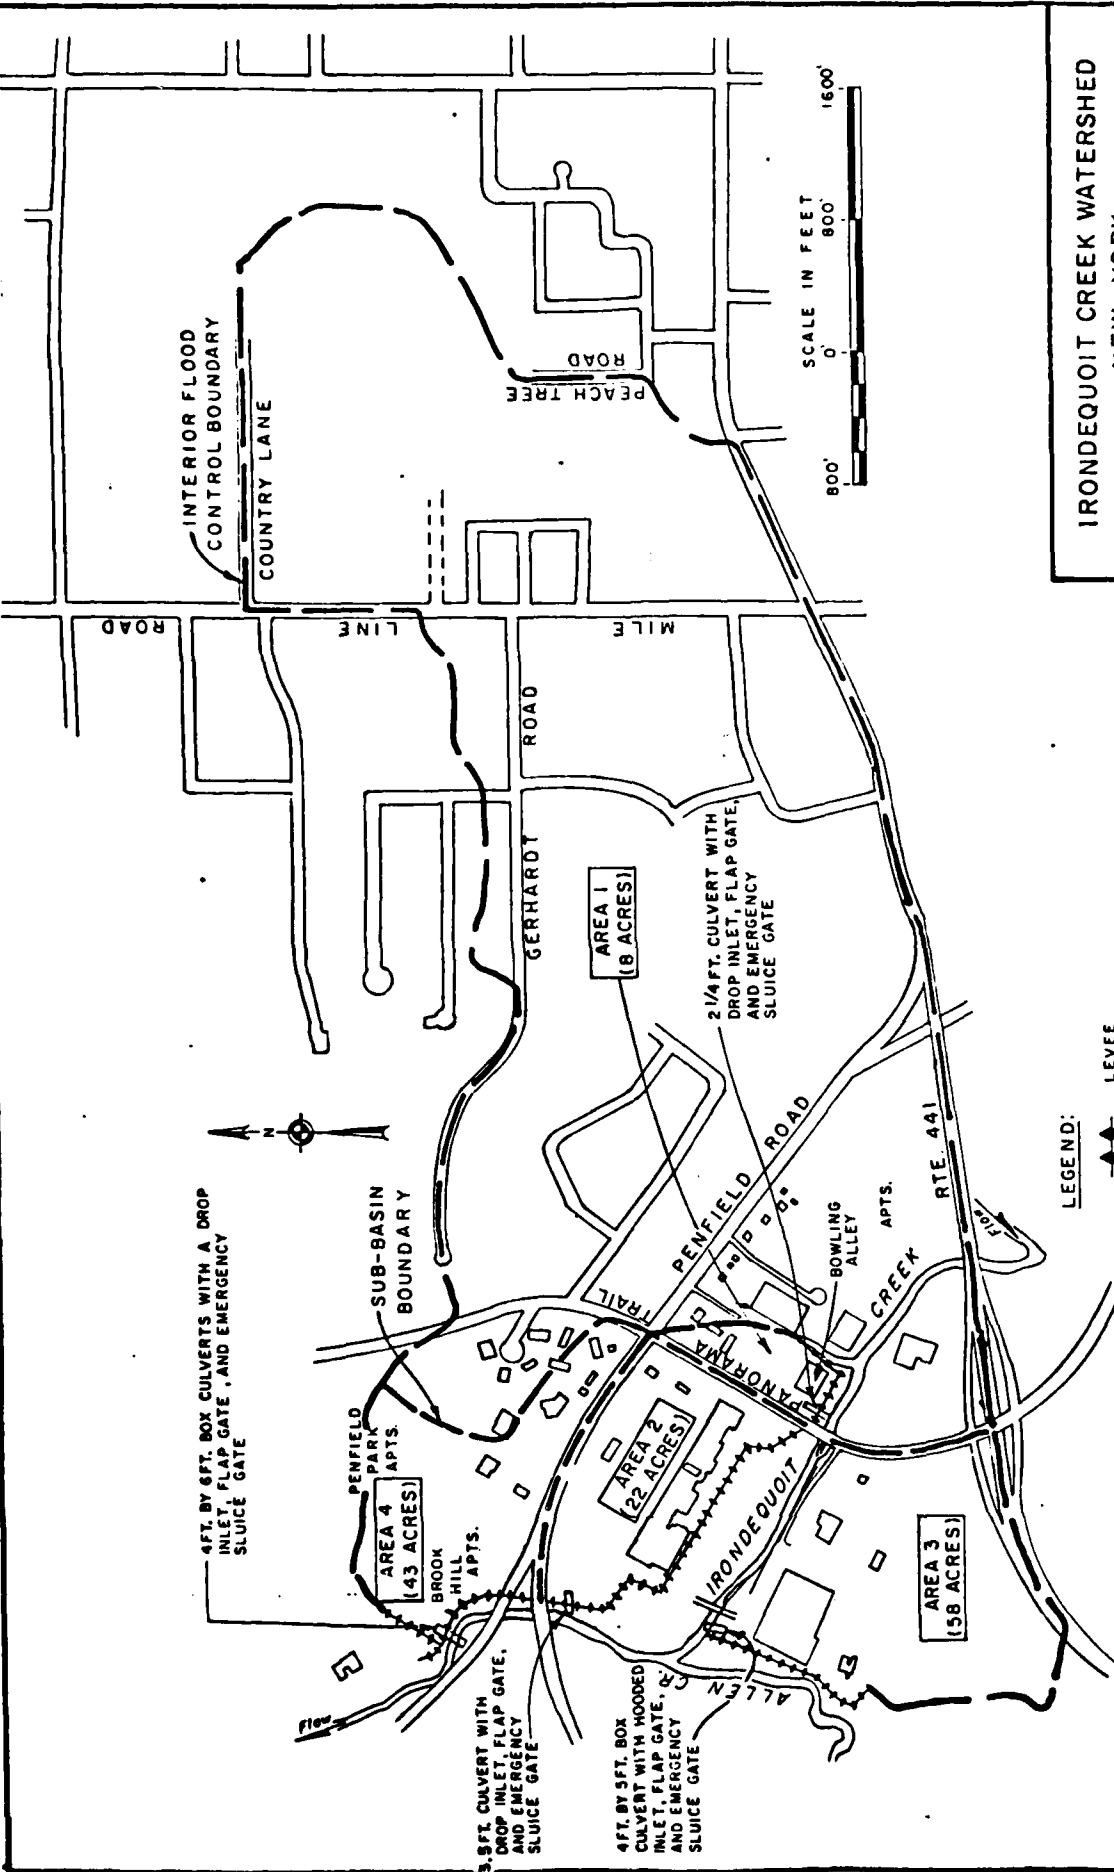 4FT. BY 6FT. BOX CULVERTS WITH A DROP
INLET, FLAP GATE, AND EMERGENCY
SLUICE GATE
INTERIOR FLOOD
CONTROL BOUNDARY
COUNTRY LANE
ROAD
LINE
MILE
N
SUB-BASIN
BOUNDARY
PENFIELD
PARK
APTS.
AREA 4
(43 ACRES)
BROOK
HILL
APTS.
Flow
GERHARDT
ROAD
PEACH TREE
ROAD
AREA 1
(8 ACRES)
2 1/4 FT. CULVERT WITH
DROP INLET, FLAP GATE,
AND EMERGENCY
SLUICE GATE
PENFIELD ROAD
TRAIL
PANORAMA
AREA 2
(22 ACRES)
BOWLING
ALLEY
APTS.
IRONDEQUOIT
CREEK
RTE. 441
Flow
3.5FT. CULVERT WITH
DROP INLET, FLAP GATE,
AND EMERGENCY
SLUICE GATE
4FT. BY 5FT. BOX
CULVERT WITH HOODED
INLET, FLAP GATE,
AND EMERGENCY
SLUICE GATE
ALLEN CR.
AREA 3
(58 ACRES)
SCALE IN FEET
800' 0' 800' 1600'
LEGEND:
LEVEE
IRONDEQUOIT CREEK WATERSHED
NEW YORK